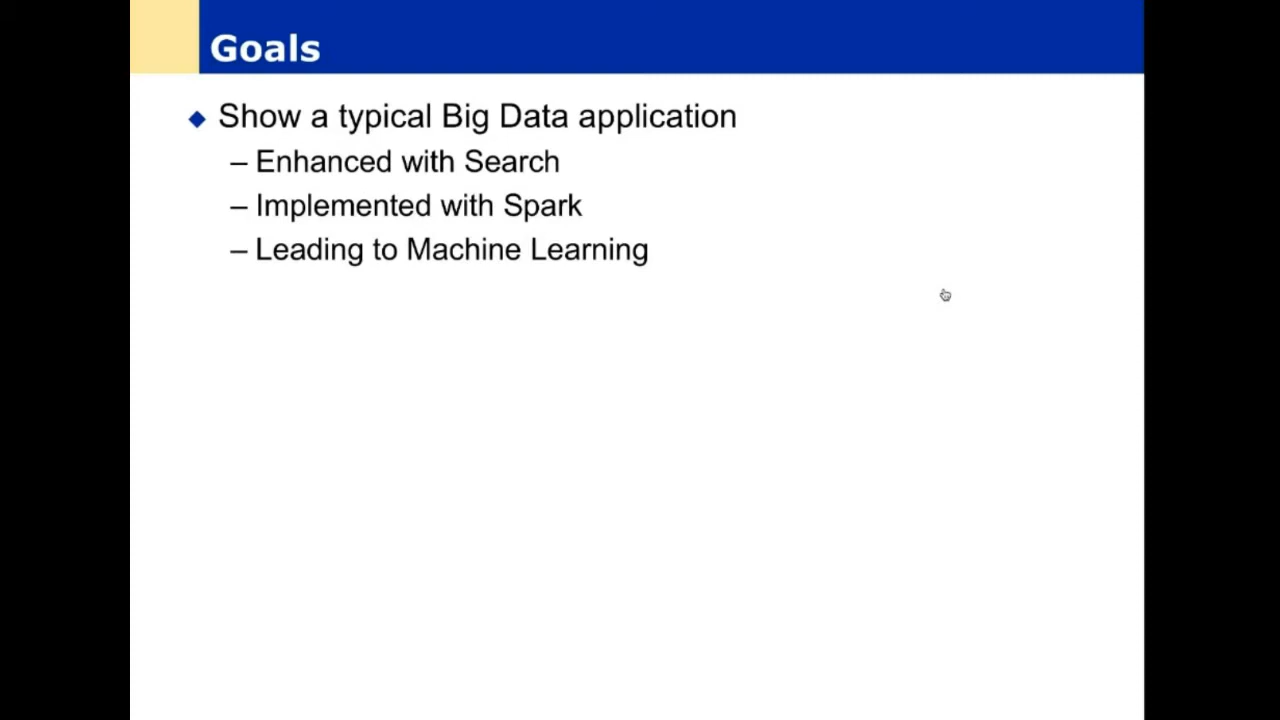 Goals
◆ Show a typical Big Data application
– Enhanced with Search
– Implemented with Spark
– Leading to Machine Learning